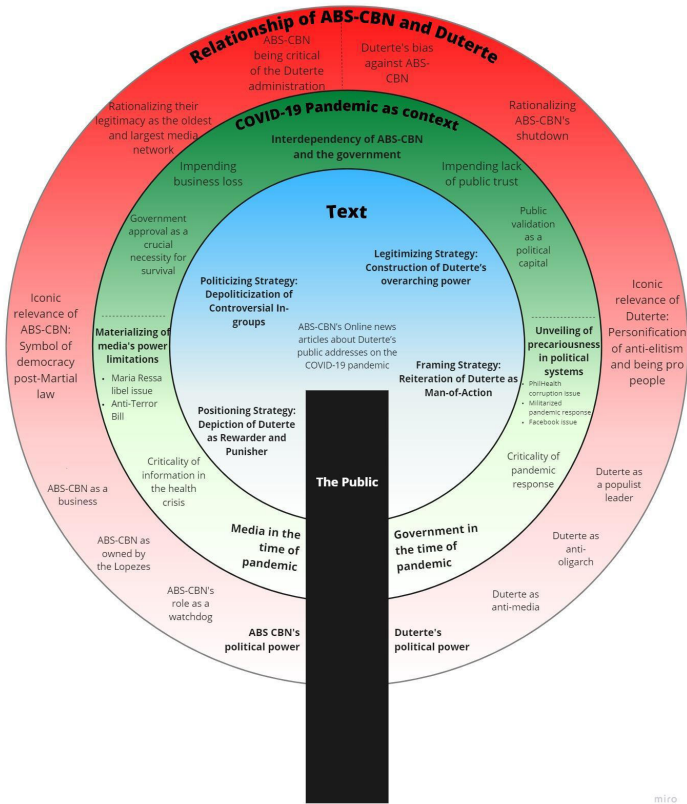 Relationship of ABS-CBN and Duterte
ABS-CBN
being critical
of the Duterte
administration
Duterte's bias
against ABS-
CBN
Rationalizing their
legitimacy as the oldest
and largest media
network
Rationalizing
ABS-CBN's
shutdown
COVID-19 Pandemic as context
Interdependency of ABS-CBN
and the government
Impending
business loss
Impending lack
of public trust
Government
approval as a
crucial
necessity for
survival
Public
validation
as a
political
capital
Text
Legitimizing Strategy:
Construction of Duterte's
overarching power
Politicizing Strategy:
Depoliticization of
Controversial In-
groups
ABS-CBN's Online news
articles about Duterte's
public addresses on the
COVID-19 pandemic
Framing Strategy:
Reiteration of Duterte as
Man-of-Action
Positioning Strategy:
Depiction of Duterte
as Rewarder and
Punisher
Iconic
relevance of
ABS-CBN:
Symbol of
democracy
post-Martial
law
Materializing of
media's power
limitations
• Maria Ressa
libel issue
• Anti-Terror
Bill
Unveiling of
precariousness
in political
systems
• PhilHealth
corruption issue
• Militarized
pandemic response
• Facebook issue
Iconic
relevance of
Duterte:
Personification
of anti-elitism
and being pro
people
Criticality of
information in
the health
crisis
Criticality of
pandemic
response
The Public
ABS-CBN as a
business
Duterte as
a populist
leader
Media in the
time of
pandemic
Government in
the time of
pandemic
ABS-CBN as
owned by
the Lopezes
Duterte as
anti-
oligarch
ABS-CBN's
role as a
watchdog
Duterte as
anti-media
ABS CBN's
political power
Duterte's
political power
miro